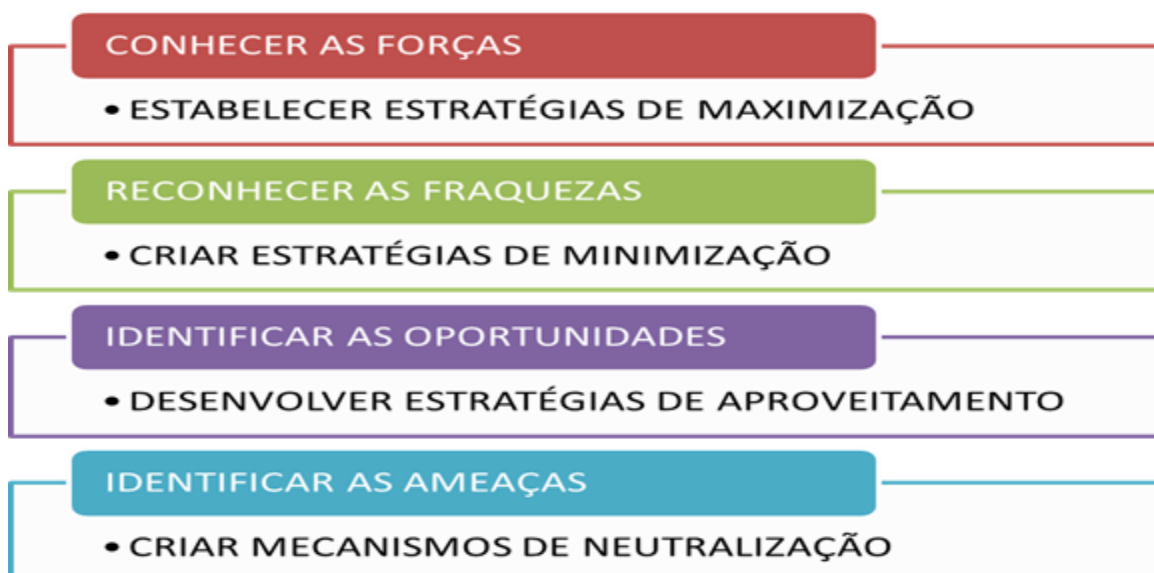 CONHECER AS FORÇAS
• ESTABELECER ESTRATÉGIAS DE MAXIMIZAÇÃO
RECONHECER AS FRAQUEZAS
• CRIAR ESTRATÉGIAS DE MINIMIZAÇÃO
IDENTIFICAR AS OPORTUNIDADES
• DESENVOLVER ESTRATÉGIAS DE APROVEITAMENTO
IDENTIFICAR AS AMEAÇAS
• CRIAR MECANISMOS DE NEUTRALIZAÇÃO